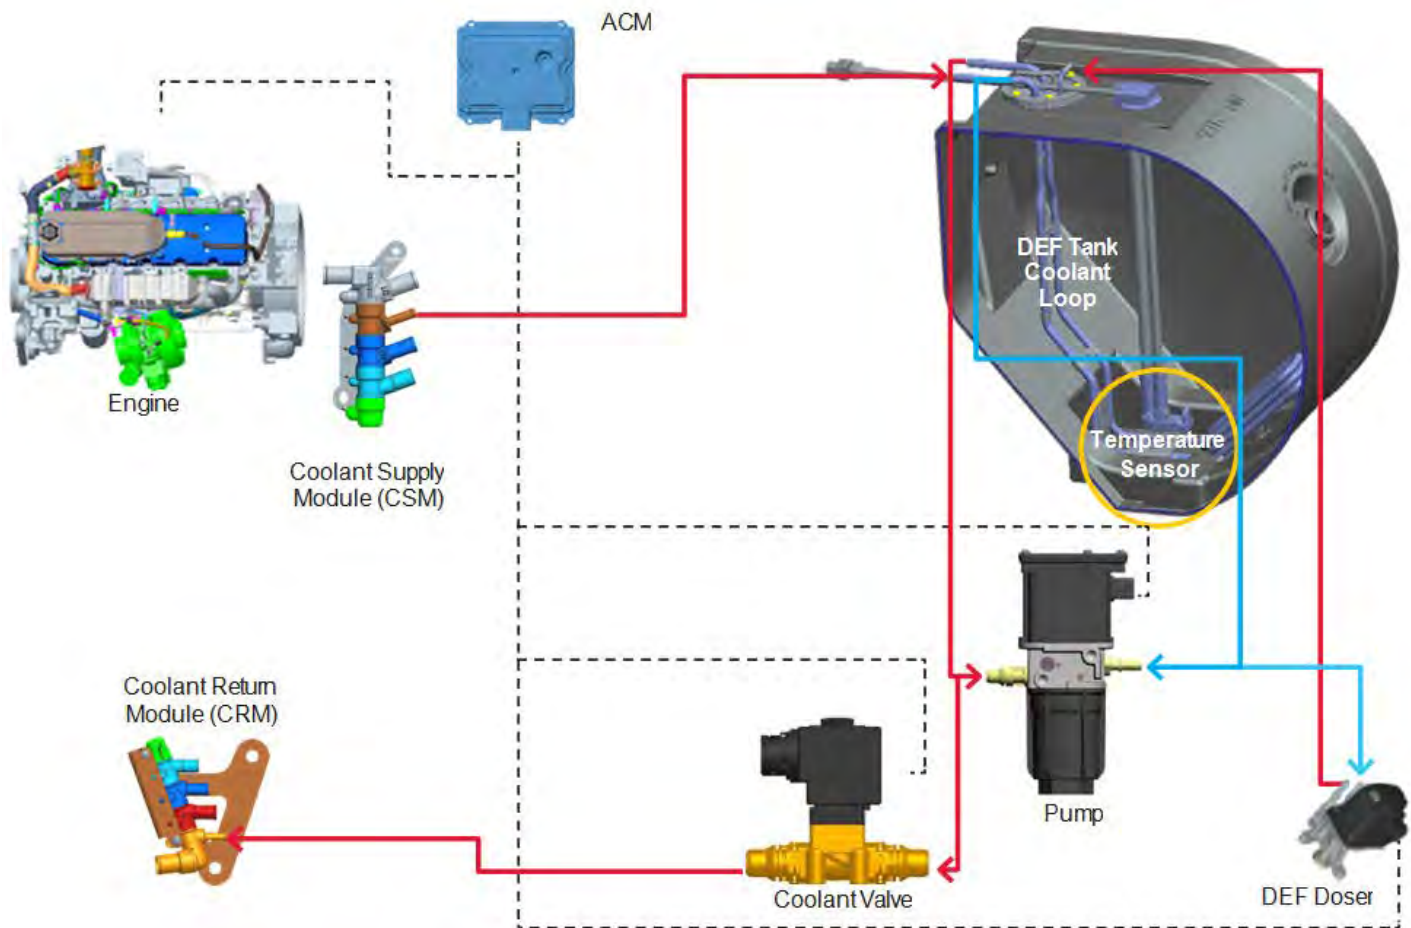 ACM
Engine
Coolant Supply
Module (CSM)
DEF Tank
Coolant
Loop
Temperature
Sensor
Coolant Return
Module (CRM)
Pump
Coolant Valve
DEF Doser